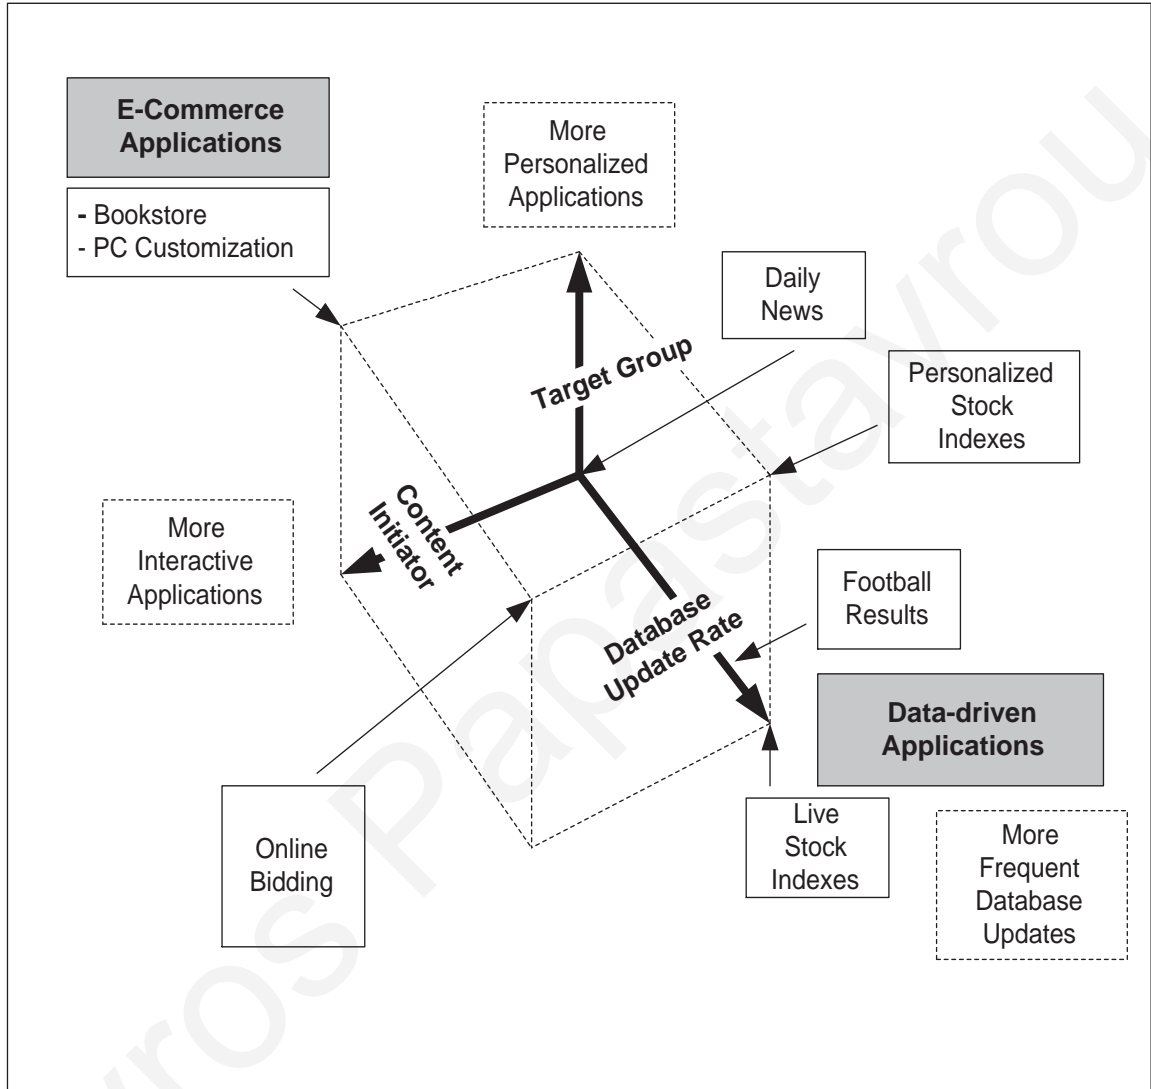 E-Commerce
Applications
- Bookstore
- PC Customization
More
Personalized
Applications
Daily
News
Personalized
Stock
Indexes
Target Group
Content
Initiator
More
Interactive
Applications
Football
Results
Database
Update Rate
Data-driven
Applications
Online
Bidding
Live
Stock
Indexes
More
Frequent
Database
Updates
Papastavrou